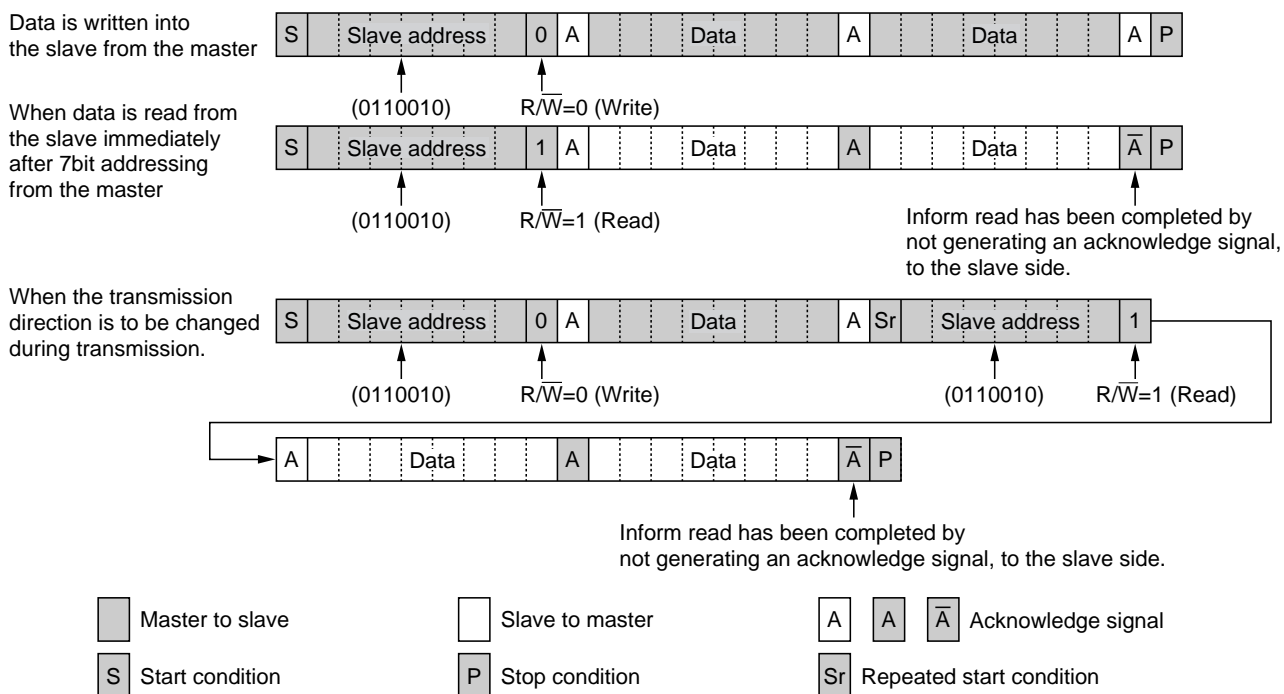 Data is written into
the slave from the master
S Slave address 0 A Data A Data A P
(0110010) R/W̅=0 (Write)
When data is read from
the slave immediately
after 7bit addressing
from the master
S Slave address 1 A Data A Data A̅ P
(0110010) R/W̅=1 (Read)
Inform read has been completed by
not generating an acknowledge signal,
to the slave side.
When the transmission
direction is to be changed
during transmission.
S Slave address 0 A Data A Sr Slave address 1
(0110010) R/W̅=0 (Write) (0110010) R/W̅=1 (Read)
A Data A Data A̅ P
Inform read has been completed by
not generating an acknowledge signal, to the slave side.
Master to slave Slave to master A A A̅ Acknowledge signal
S Start condition P Stop condition Sr Repeated start condition